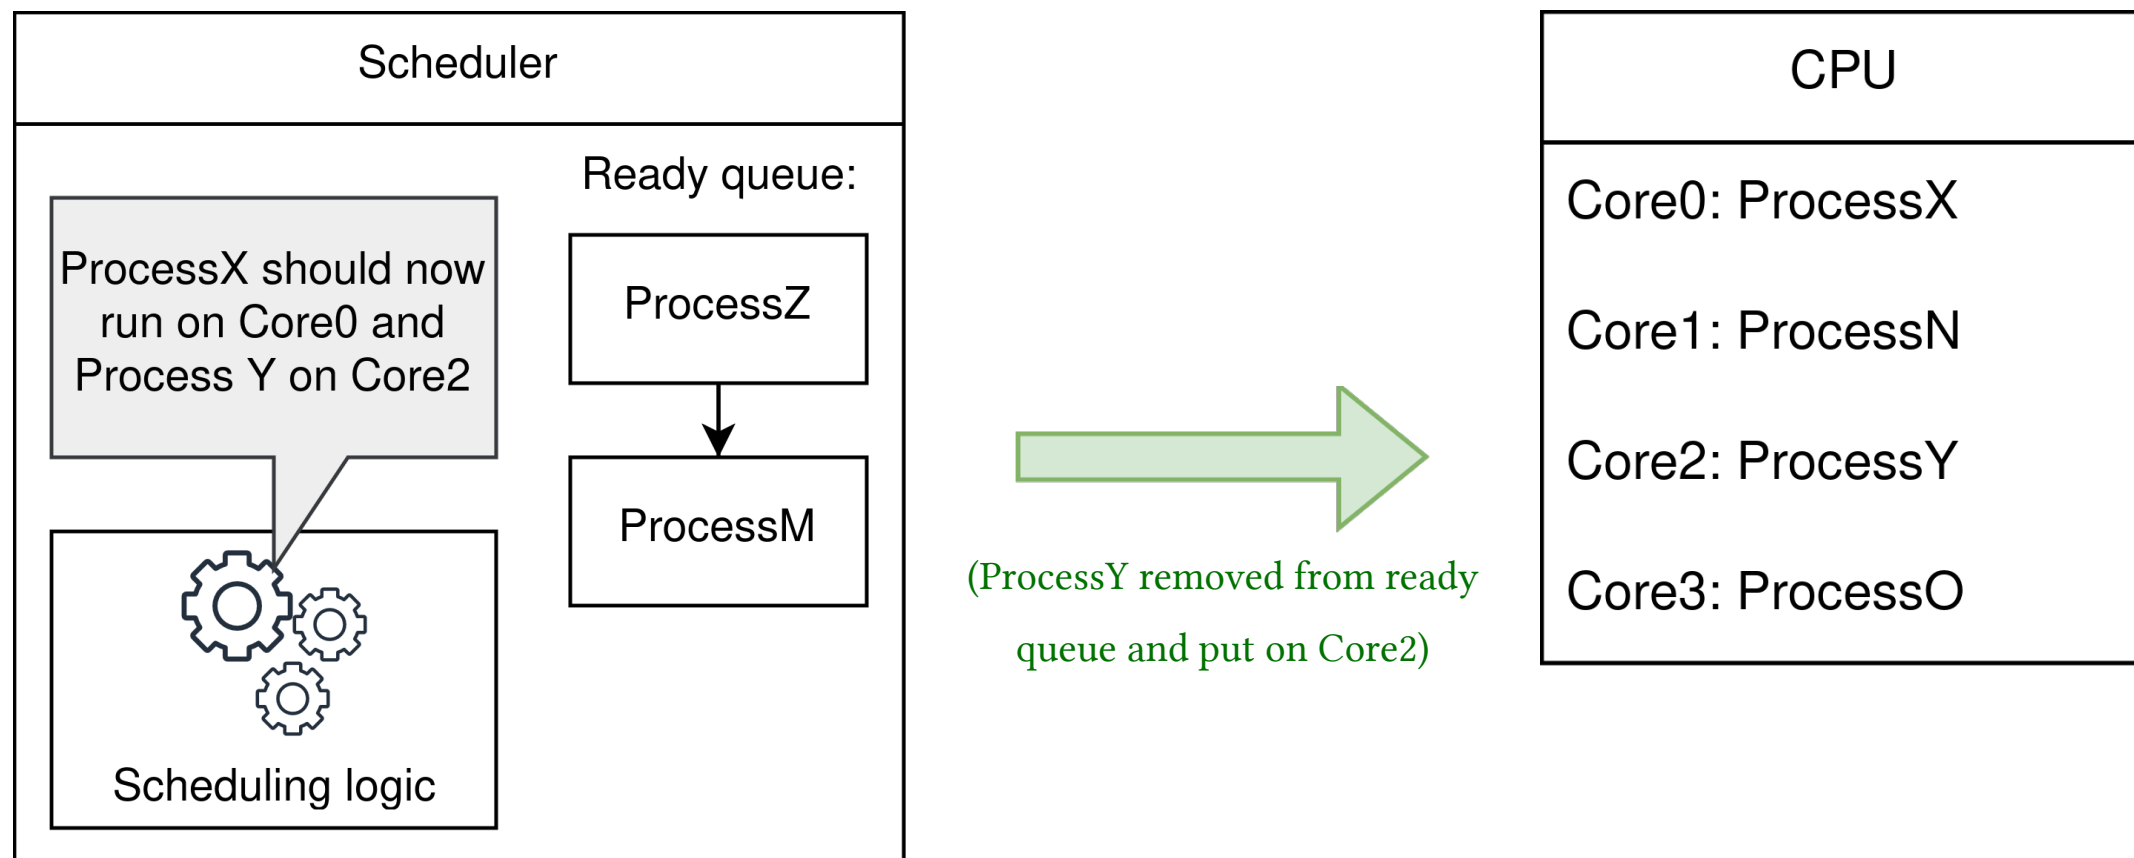 Scheduler
ProcessX should now
run on Core0 and
Process Y on Core2
Scheduling logic
Ready queue:
ProcessZ
ProcessM
(ProcessY removed from ready
queue and put on Core2)
CPU
Core0: ProcessX
Core1: ProcessN
Core2: ProcessY
Core3: ProcessO